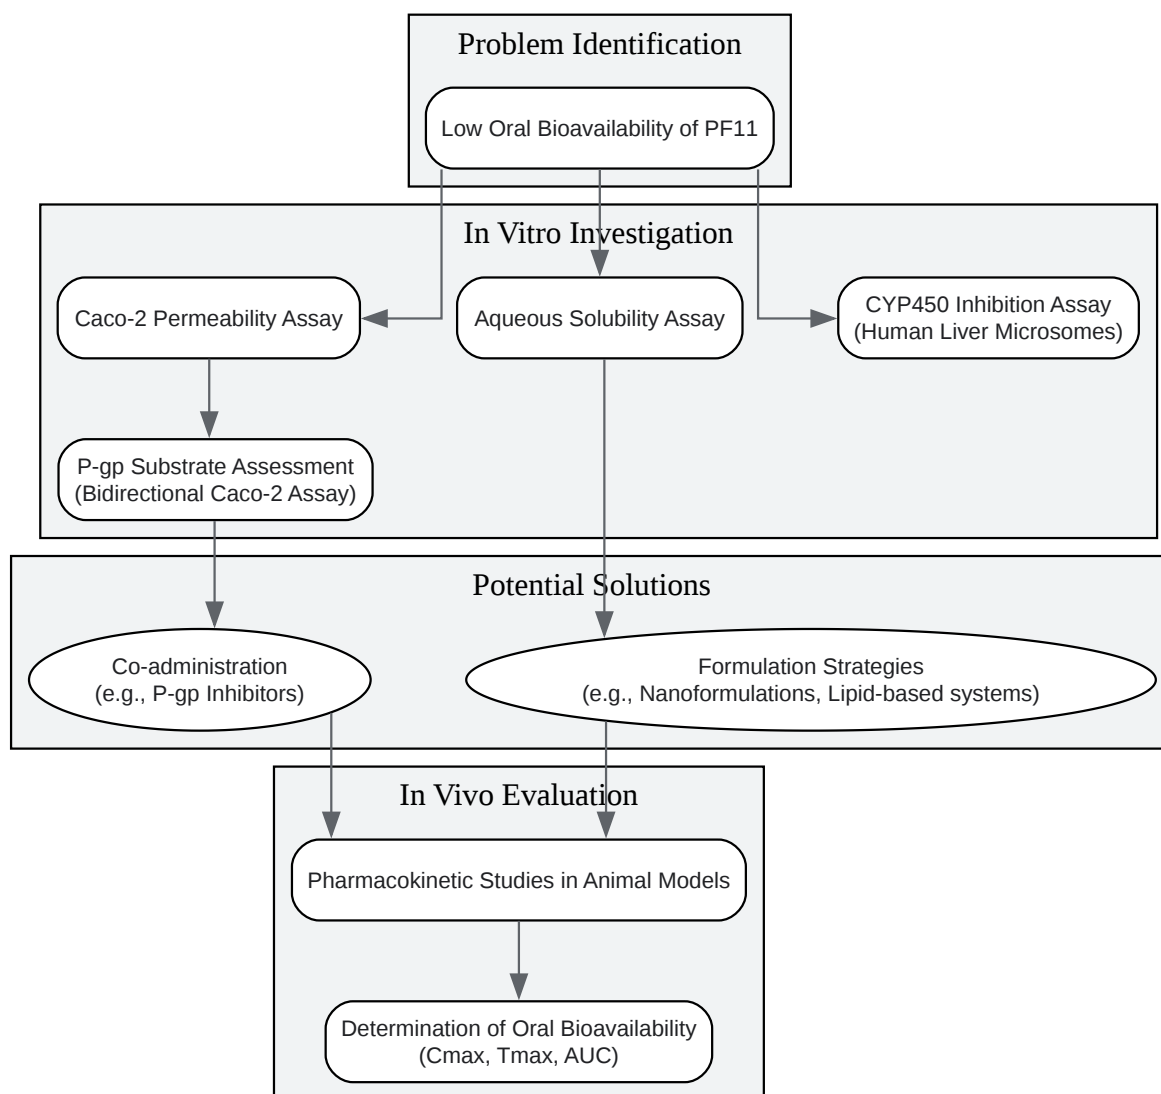 Problem Identification
Low Oral Bioavailability of PF11
In Vitro Investigation
Caco-2 Permeability Assay
Aqueous Solubility Assay
CYP450 Inhibition Assay
(Human Liver Microsomes)
P-gp Substrate Assessment
(Bidirectional Caco-2 Assay)
Potential Solutions
Co-administration
(e.g., P-gp Inhibitors)
Formulation Strategies
(e.g., Nanoformulations, Lipid-based systems)
In Vivo Evaluation
Pharmacokinetic Studies in Animal Models
Determination of Oral Bioavailability
(Cmax, Tmax, AUC)